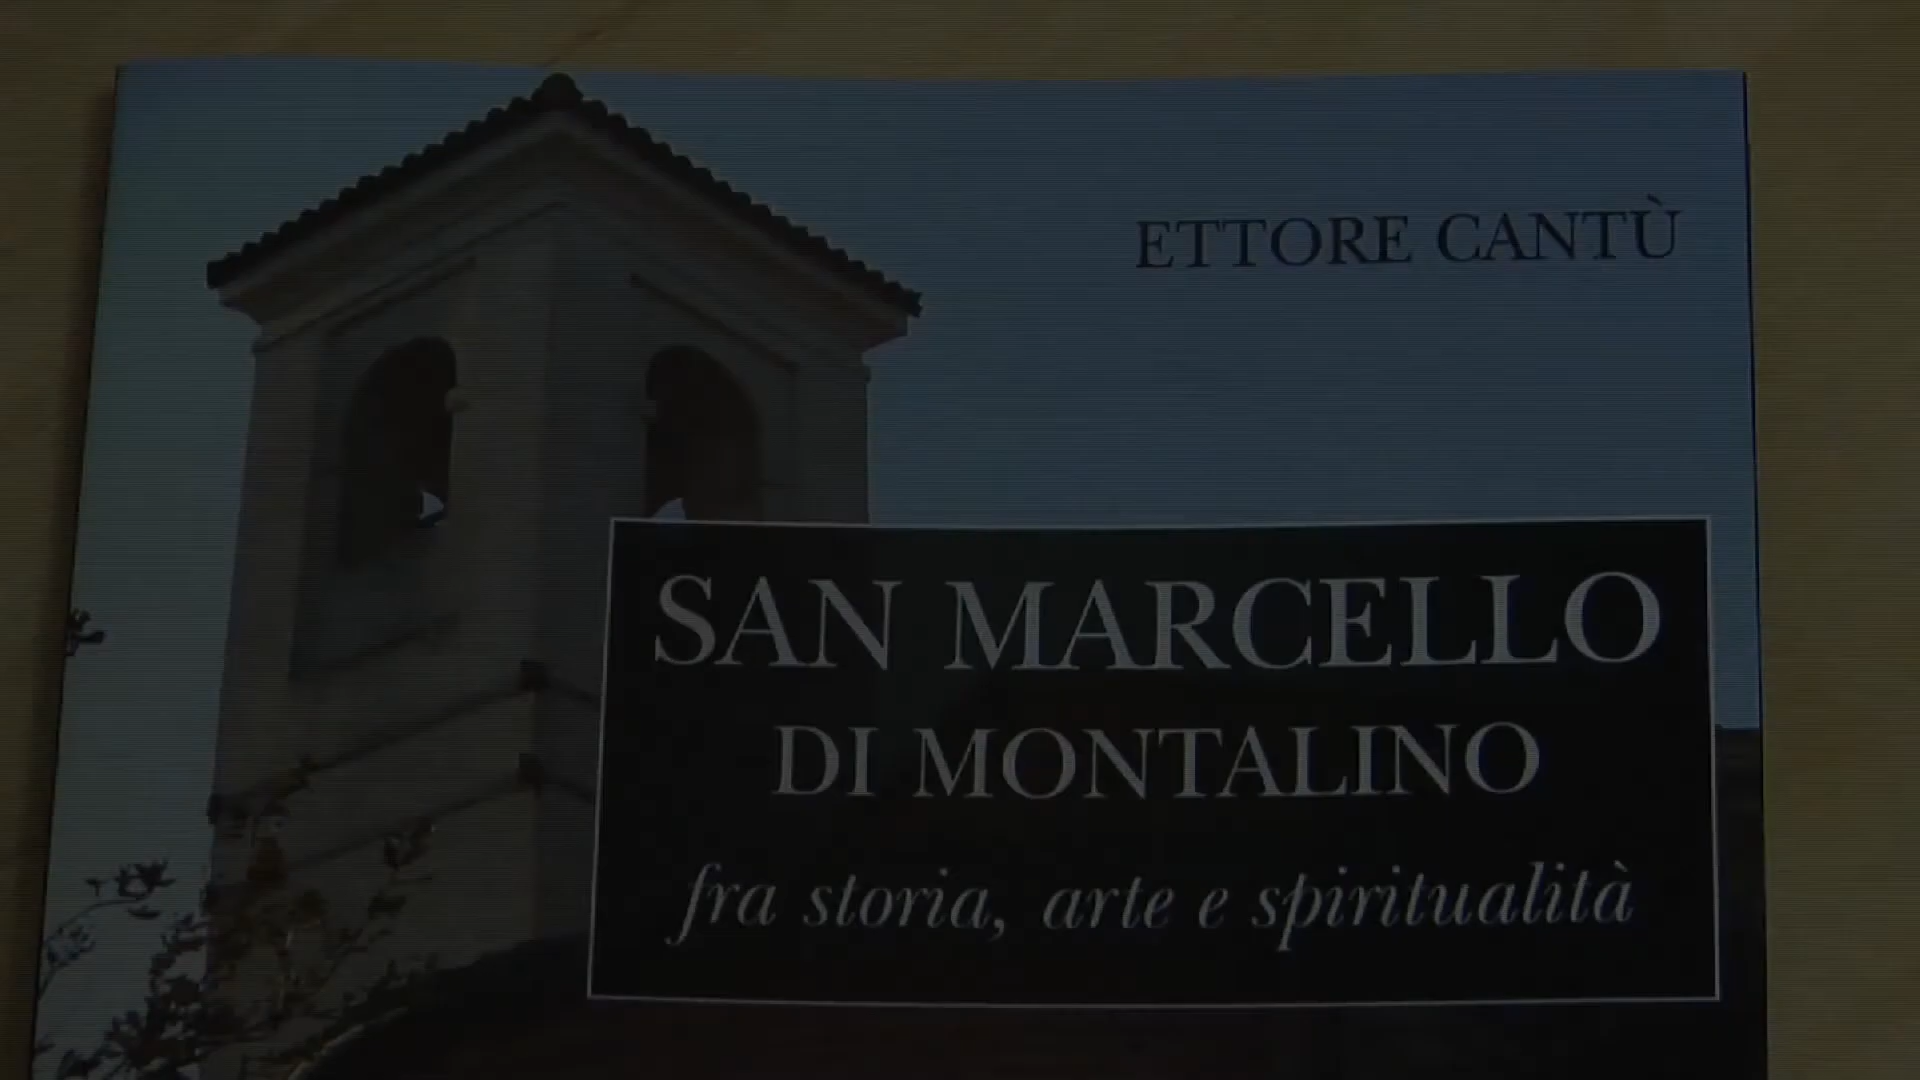 ETTORE CANTÙ
SAN MARCELLO
DI MONTALINO
fra storia, arte e spiritualità